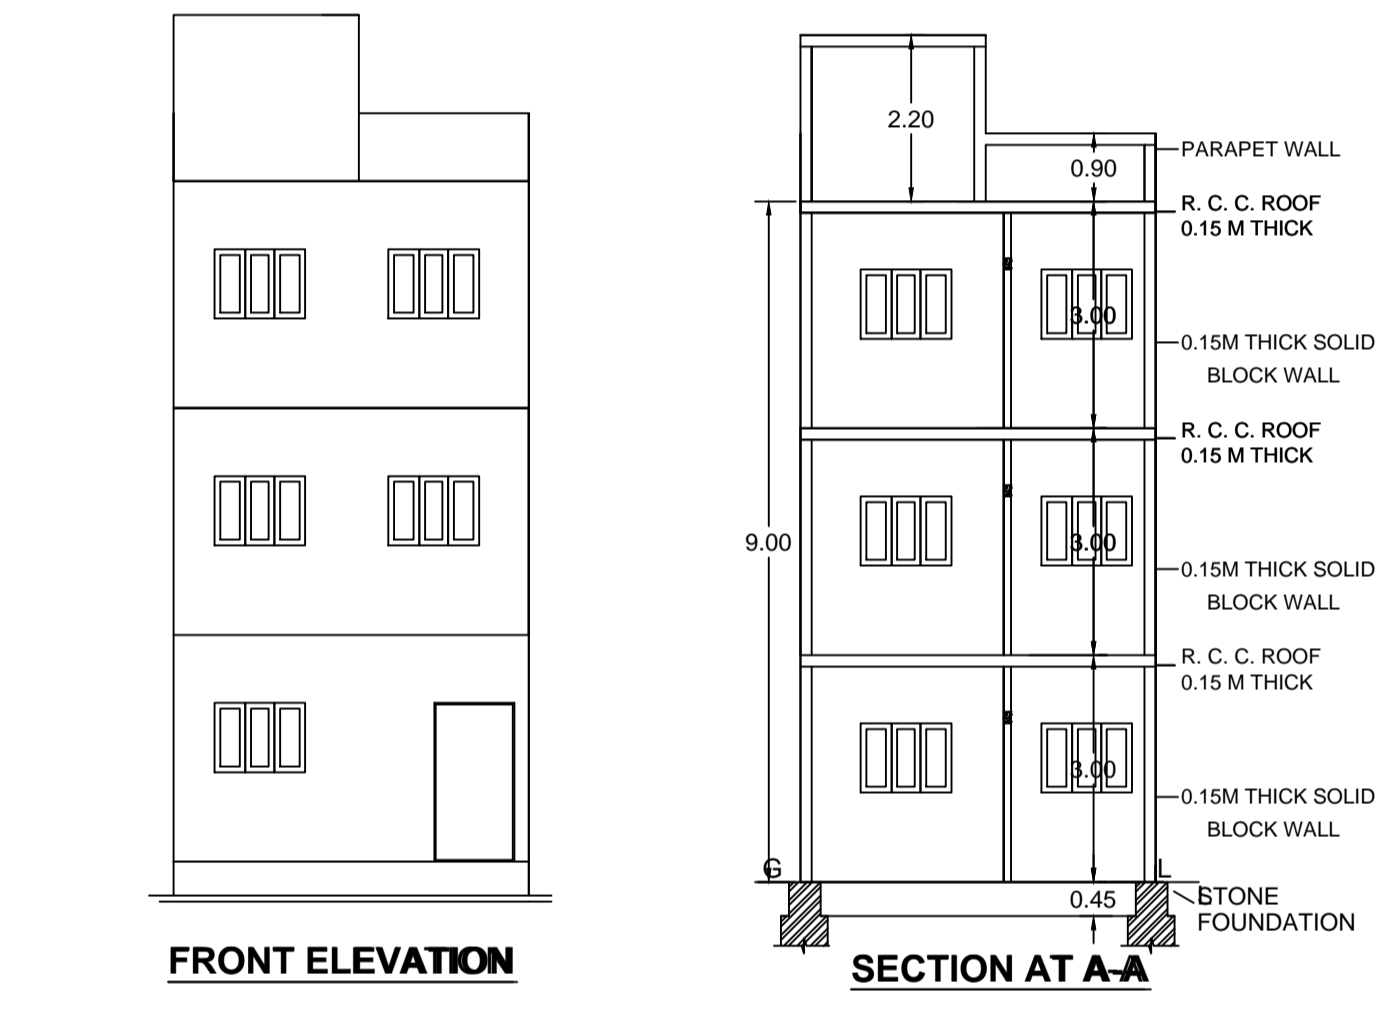 2.20
PARAPET WALL
0.90
R. C. C. ROOF
0.15 M THICK
3.00
0.15M THICK SOLID
BLOCK WALL
R. C. C. ROOF
0.15 M THICK
9.00
3.00
0.15M THICK SOLID
BLOCK WALL
R. C. C. ROOF
0.15 M THICK
3.00
0.15M THICK SOLID
BLOCK WALL
G L
0.45
STONE
FOUNDATION
FRONT ELEVATION
SECTION AT A-A